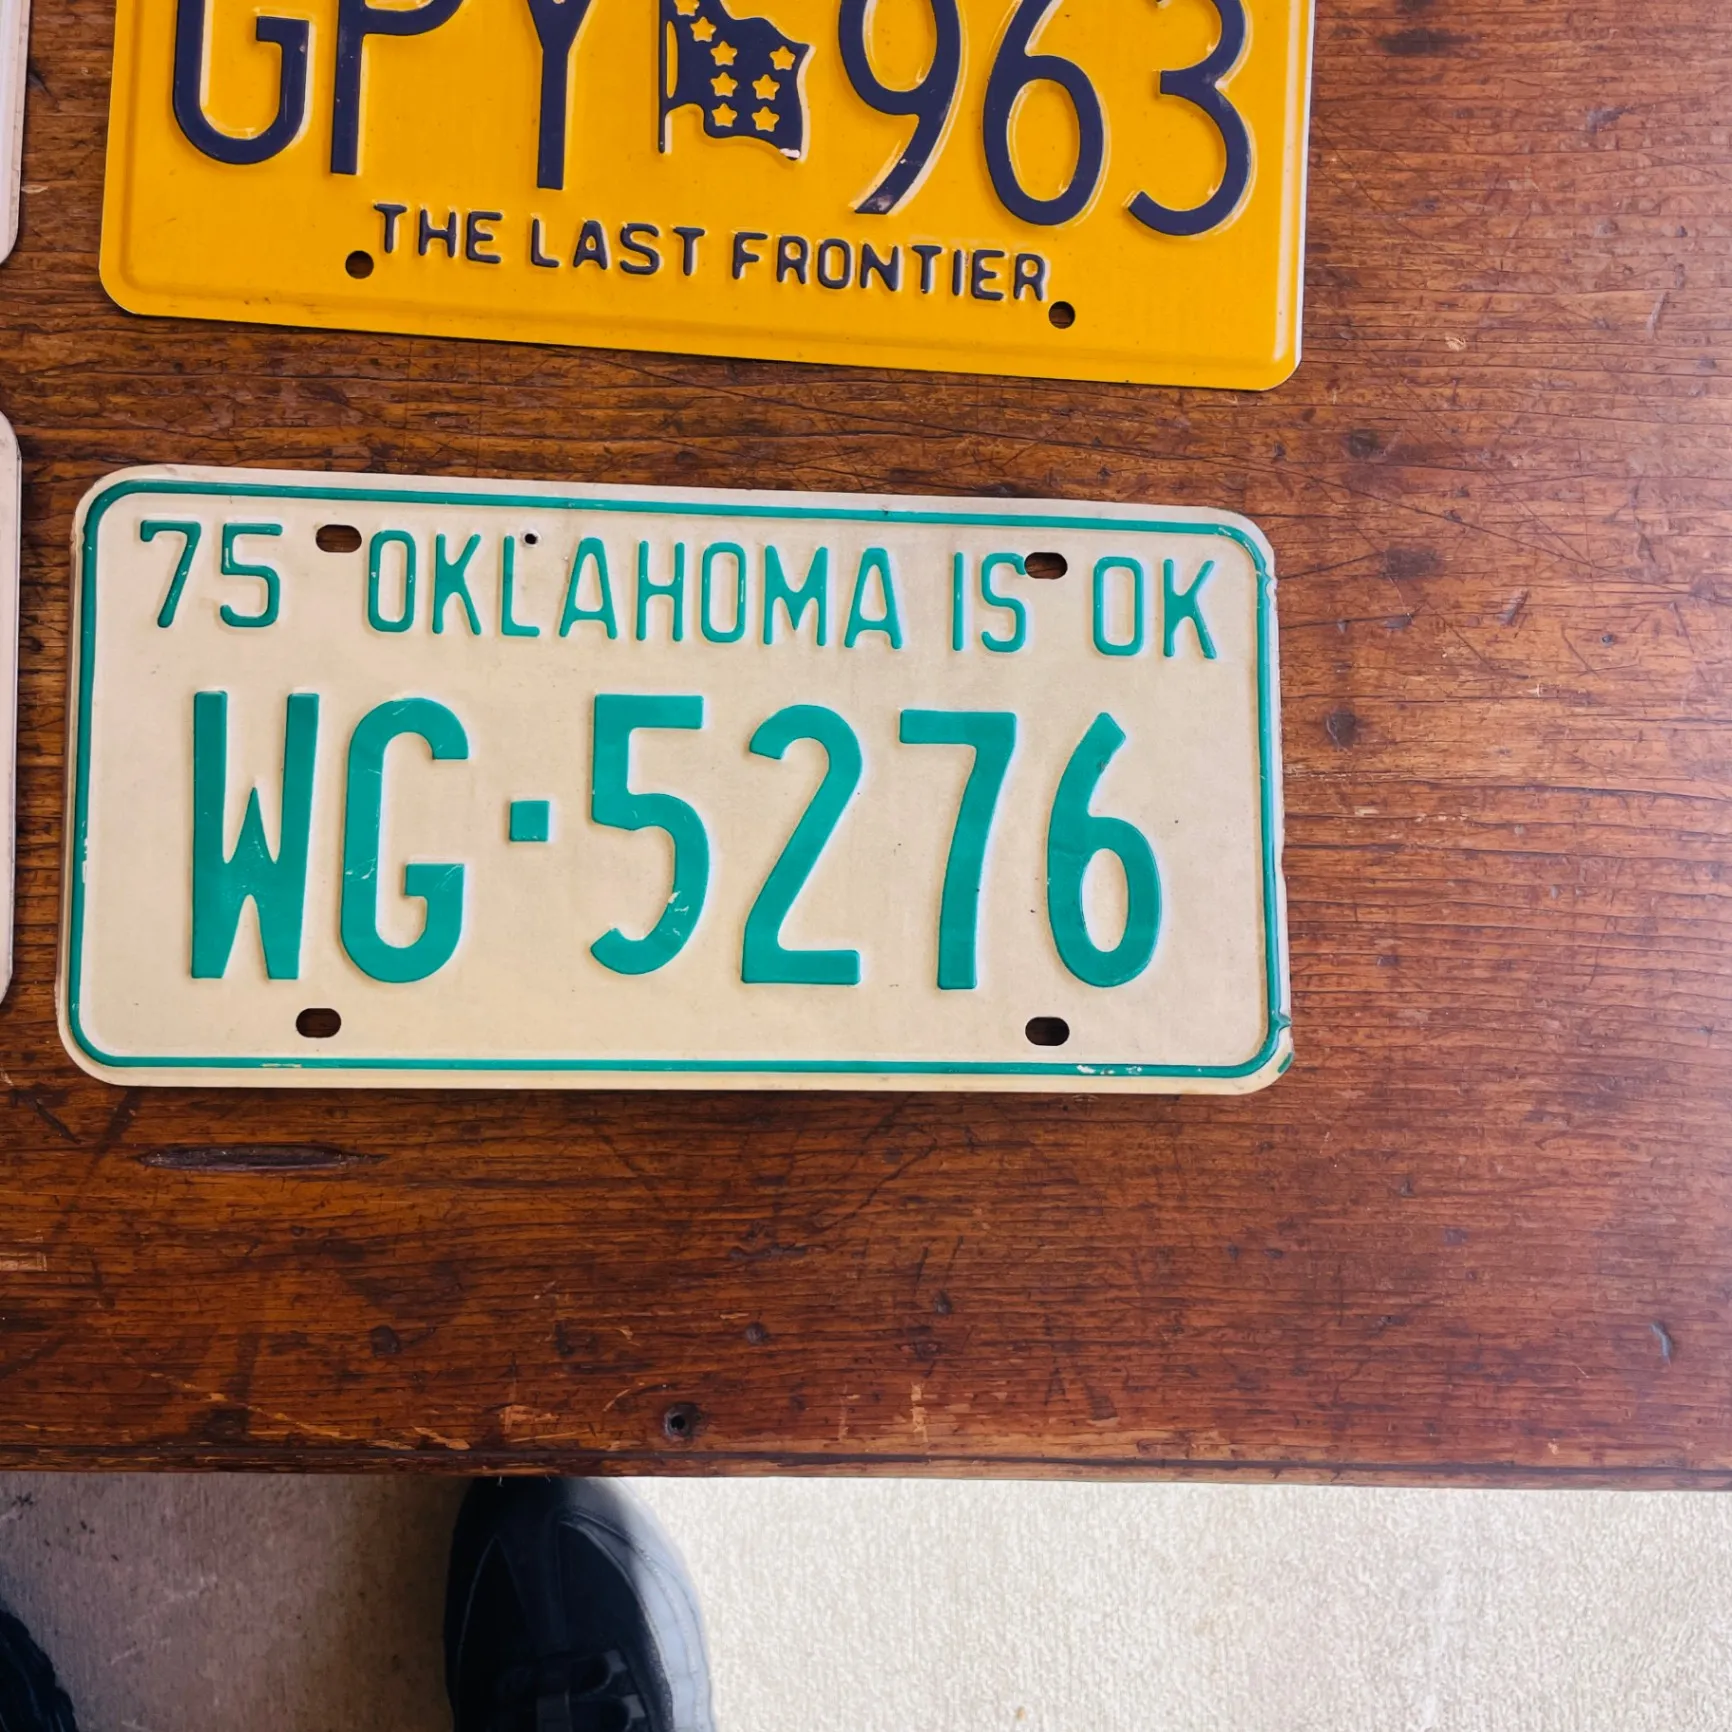 GPY 963
THE LAST FRONTIER
75 OKLAHOMA IS OK
WG·5276